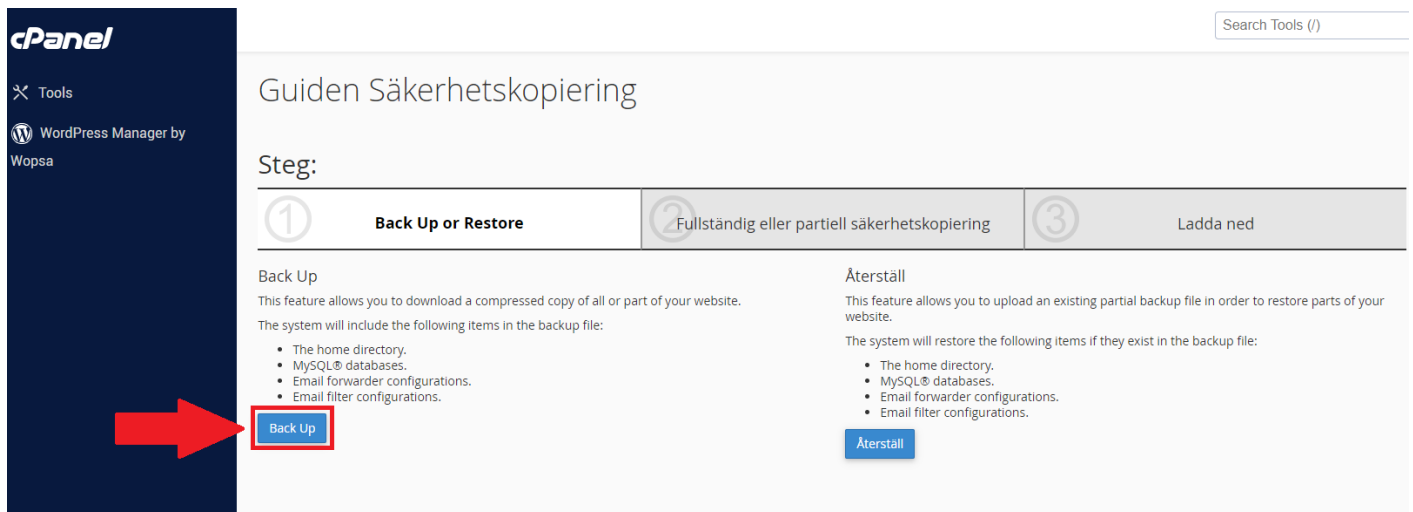 cPanel
Search Tools (/)
Tools
WordPress Manager by
Wopsa
Guiden Säkerhetskopiering
Steg:
1 Back Up or Restore
2 Fullständig eller partiell säkerhetskopiering
3 Ladda ned
Back Up
This feature allows you to download a compressed copy of all or part of your website.
The system will include the following items in the backup file:
• The home directory.
• MySQL® databases.
• Email forwarder configurations.
• Email filter configurations.
Back Up
Återställ
This feature allows you to upload an existing partial backup file in order to restore parts of your
website.
The system will restore the following items if they exist in the backup file:
• The home directory.
• MySQL® databases.
• Email forwarder configurations.
• Email filter configurations.
Återställ